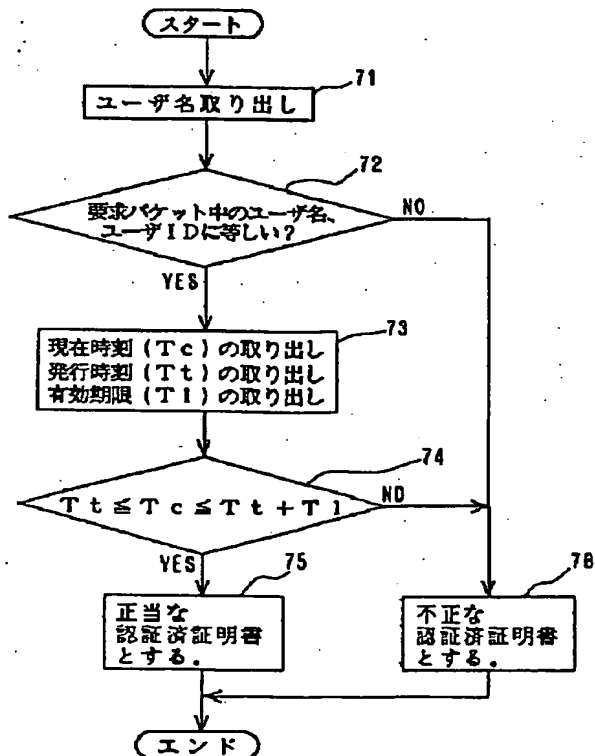 スタート
71
ユーザ名取り出し
72
要求パケット中のユーザ名、
ユーザIDに等しい？
NO
YES
73
現在時刻(Tc)の取り出し
発行時刻(Tt)の取り出し
有効期限(Tl)の取り出し
74
Tt≦Tc≦Tt+Tl
NO
YES
75
正当な
認証済証明書
とする。
76
不正な
認証済証明書
とする。
エンド